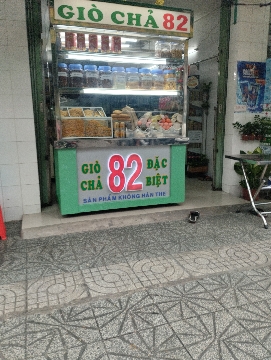 GIÒ CHẢ 82
GIÒ CHẢ
82
ĐẶC BIỆT
SẢN PHẨM KHÔNG HÀN THE